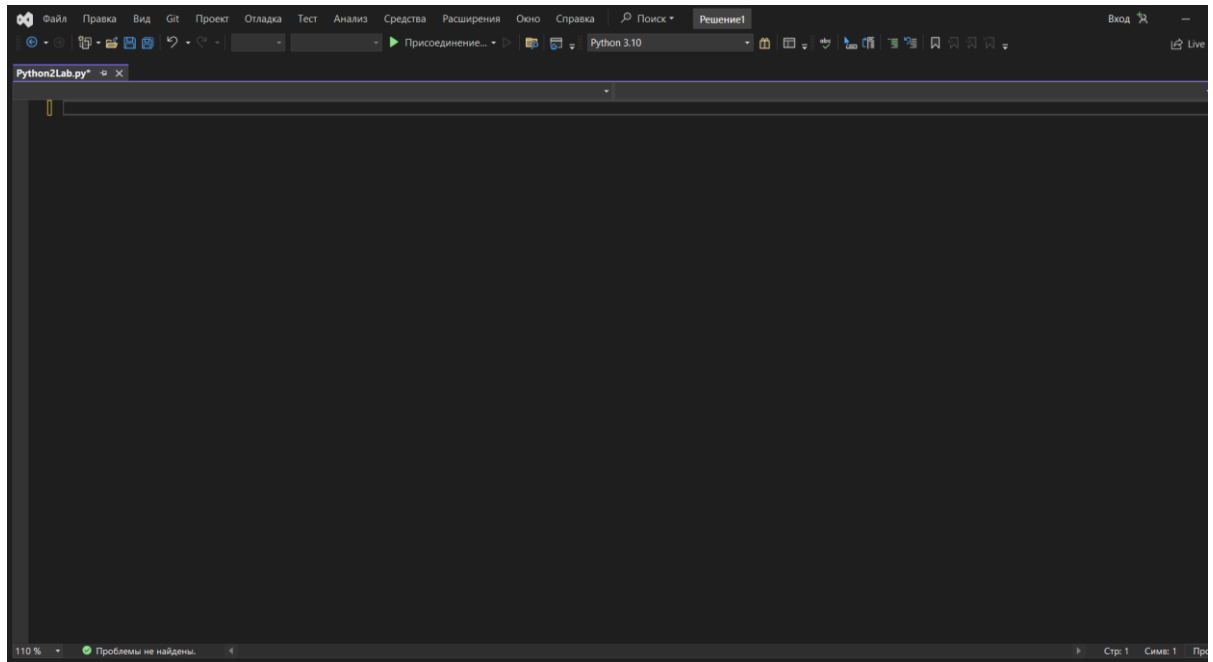 Файл Правка Вид Git Проект Отладка Тест Анализ Средства Расширения Окно Справка Поиск Решение1 Вход
Присоединение... Python 3.10 Live
Python2Lab.py*
110 % Проблемы не найдены. Стр: 1 Симв: 1 Про